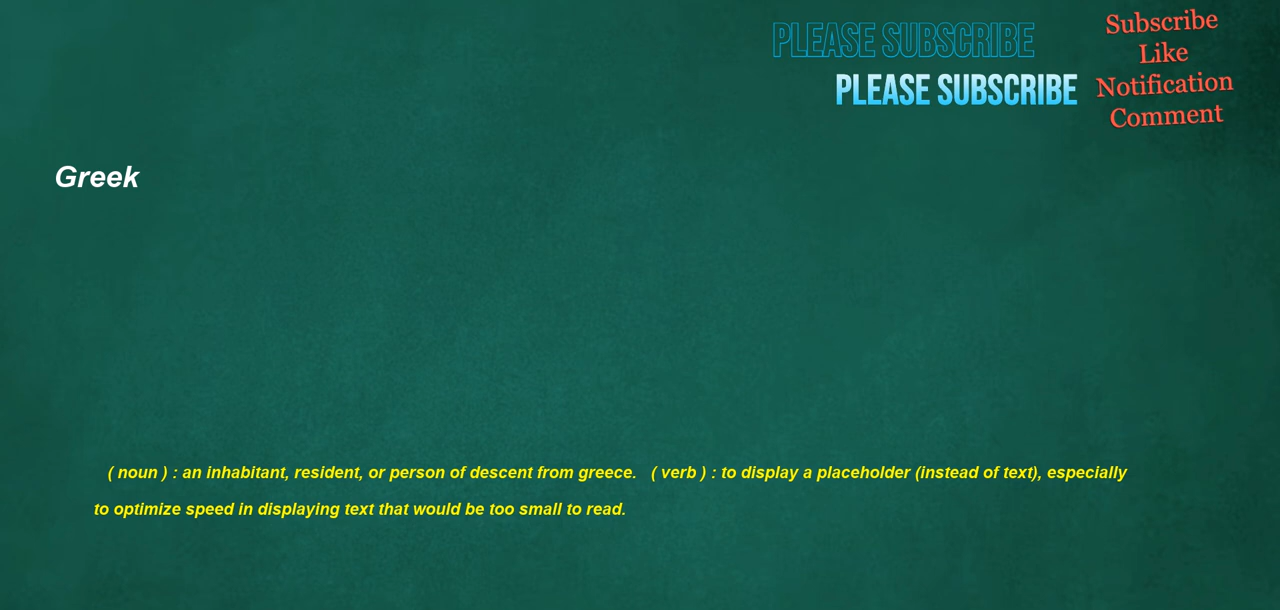 PLEASE SUBSCRIBE
PLEASE SUBSCRIBE
Subscribe
Like
Notification
Comment
Greek
( noun ) : an inhabitant, resident, or person of descent from greece. ( verb ) : to display a placeholder (instead of text), especially
to optimize speed in displaying text that would be too small to read.